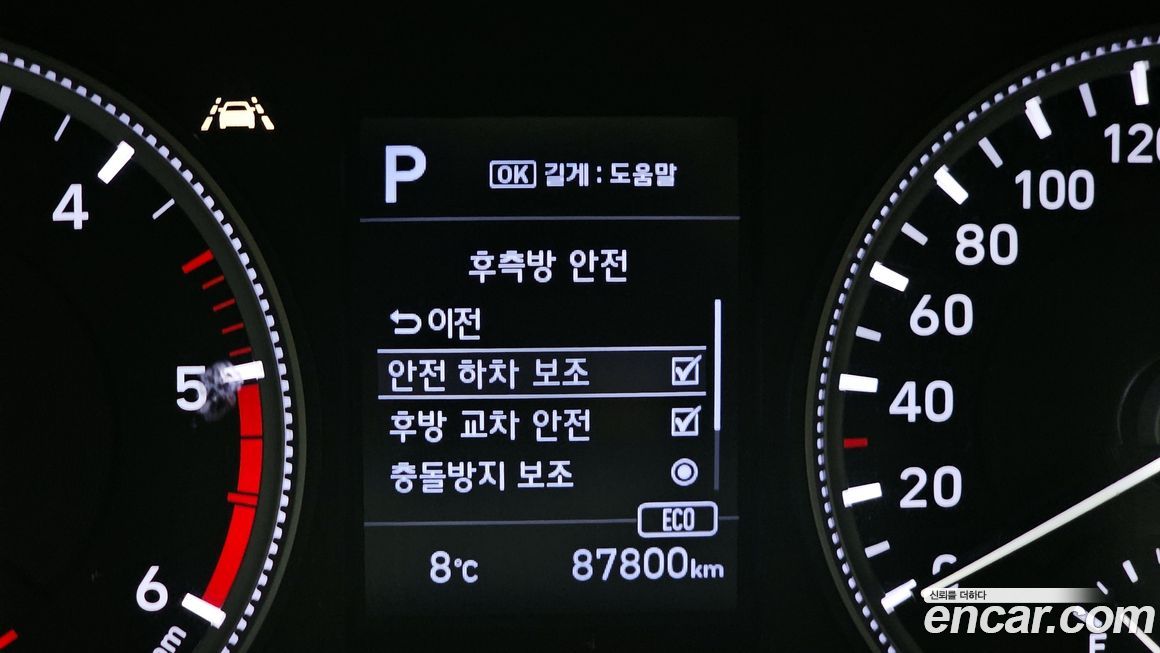 P
OK 길게 : 도움말
후측방 안전
이전
안전 하차 보조
후방 교차 안전
충돌방지 보조
ECO
8℃
87800km
4
5
6
120
100
80
60
40
20
신뢰를 더하다
encar.com